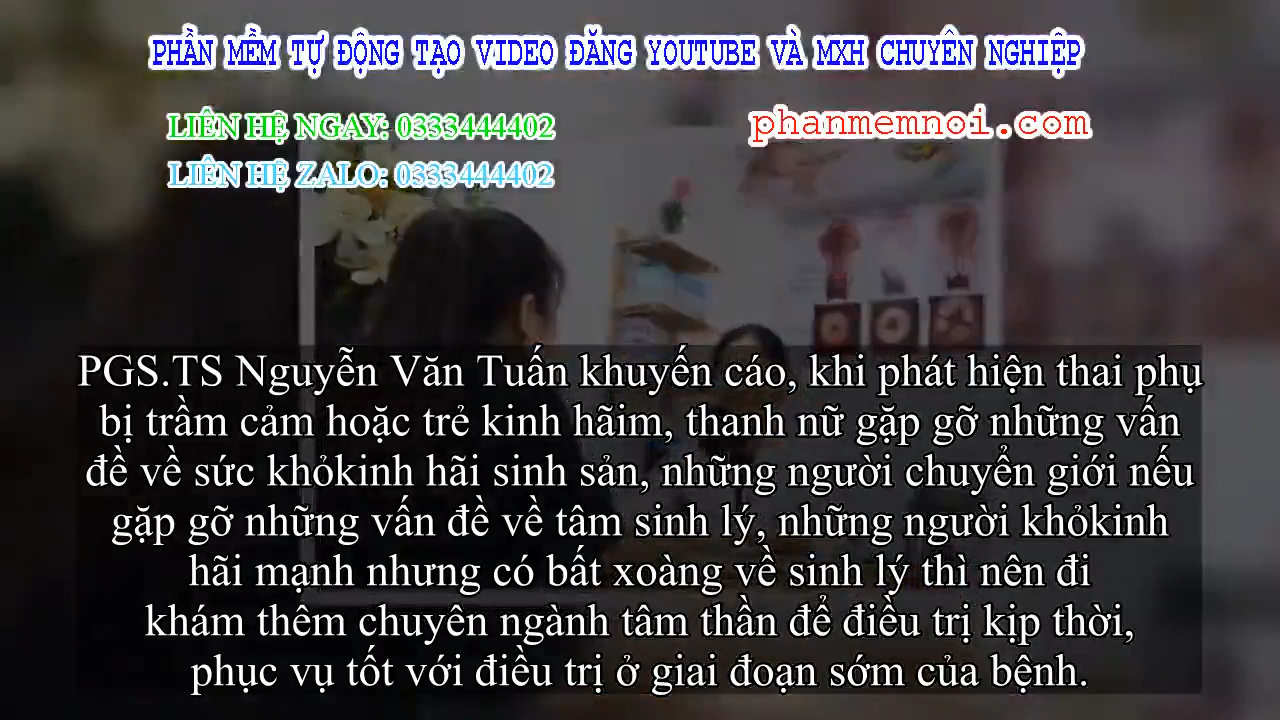 PHẦN MỀM TỰ ĐỘNG TẠO VIDEO ĐĂNG YOUTUBE VÀ MXH CHUYÊN NGHIỆP
LIÊN HỆ NGAY: 0333444402
phanmemnoi.com
LIÊN HỆ ZALO: 0333444402
PGS.TS Nguyễn Văn Tuấn khuyến cáo, khi phát hiện thai phụ
bị trầm cảm hoặc trẻ kinh hãim, thanh nữ gặp gỡ những vấn
đề về sức khỏkinh hãi sinh sản, những người chuyển giới nếu
gặp gỡ những vấn đề về tâm sinh lý, những người khỏkinh
hãi mạnh nhưng có bất xoàng về sinh lý thì nên đi
khám thêm chuyên ngành tâm thần để điều trị kịp thời,
phục vụ tốt với điều trị ở giai đoạn sớm của bệnh.